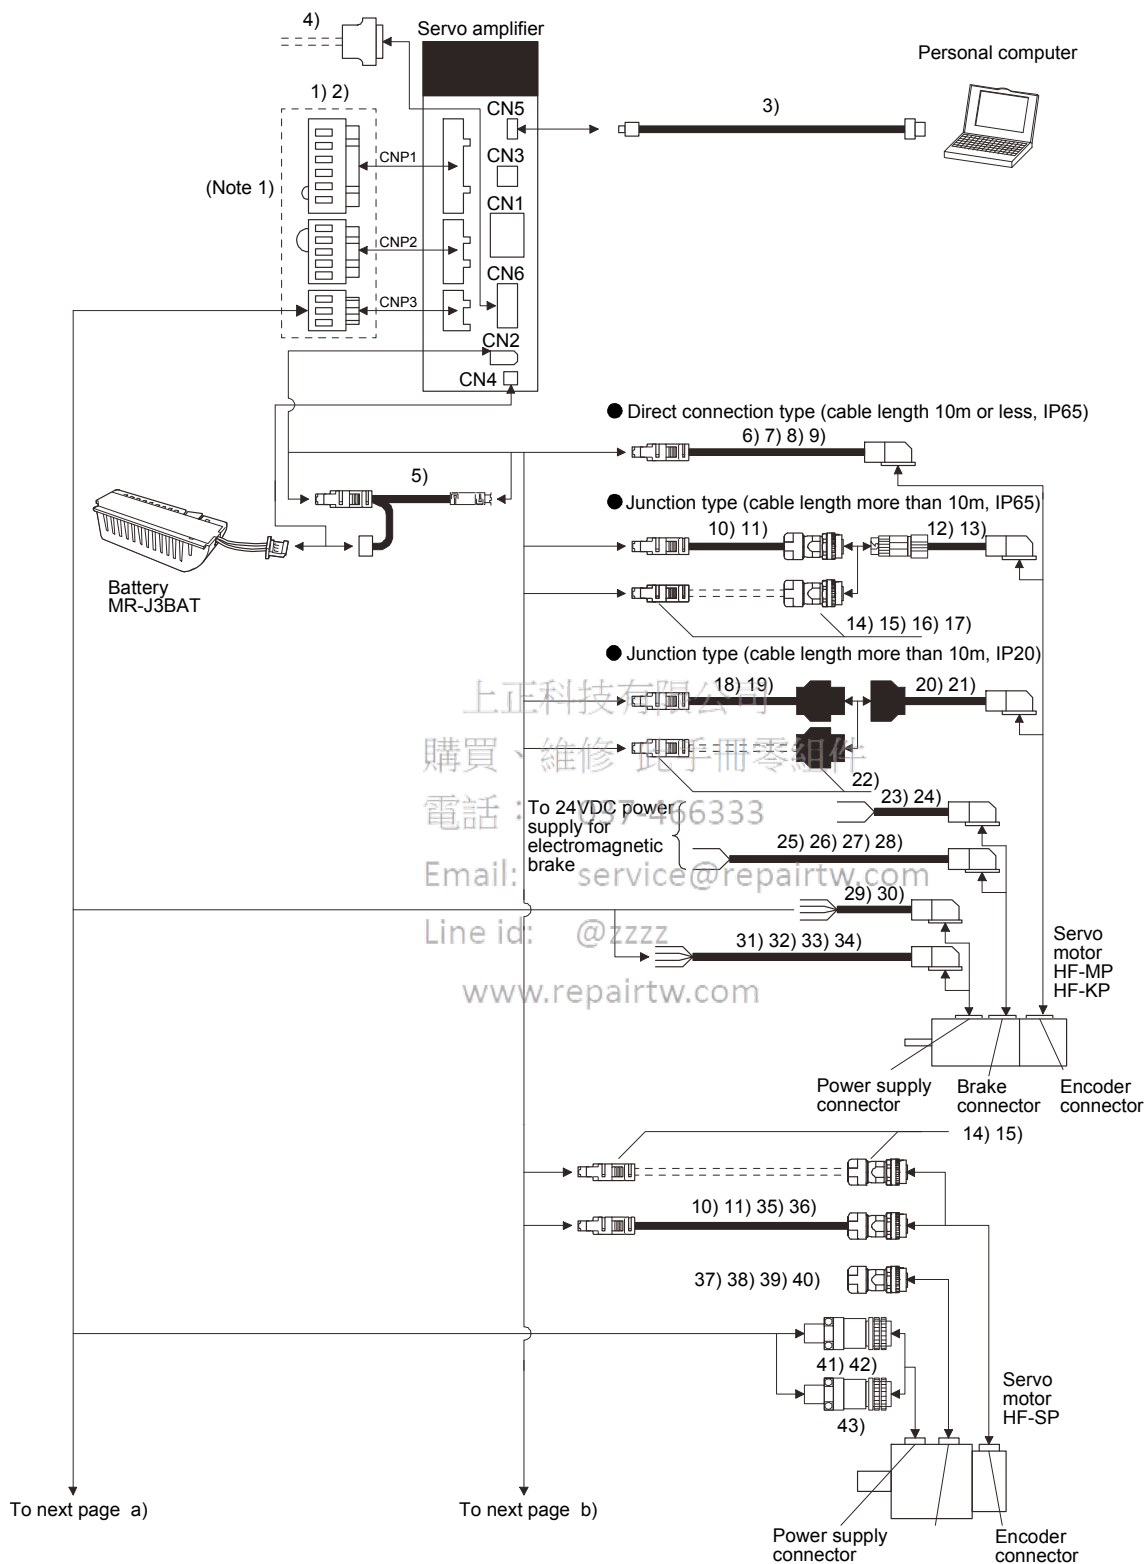 4)
Servo amplifier
Personal computer
1) 2)
CN5
3)
CNP1
CN3
(Note 1)
CN1
CNP2
CN6
CNP3
CN2
CN4
● Direct connection type (cable length 10m or less, IP65)
6) 7) 8) 9)
5)
● Junction type (cable length more than 10m, IP65)
10) 11)
12) 13)
Battery
MR-J3BAT
14) 15) 16) 17)
● Junction type (cable length more than 10m, IP20)
18) 19)
20) 21)
上正科技有限公司
購買、維修 此手冊零組件
22)
23) 24)
電話: 037-466333
To 24VDC power
supply for
electromagnetic
brake
25) 26) 27) 28)
Email: service@repairtw.com
29) 30)
Line id: @zzzz
31) 32) 33) 34)
Servo
motor
HF-MP
HF-KP
www.repairtw.com
Power supply
connector
Brake
connector
Encoder
connector
14) 15)
10) 11) 35) 36)
37) 38) 39) 40)
41) 42)
Servo
motor
HF-SP
43)
To next page a)
To next page b)
Power supply
connector
Encoder
connector